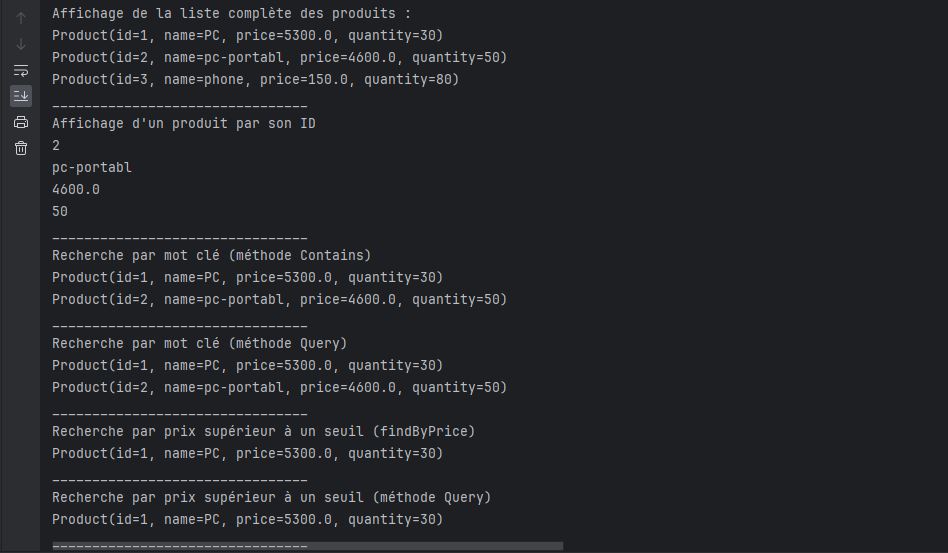 Affichage de la liste complète des produits :
Product(id=1, name=PC, price=5300.0, quantity=30)
Product(id=2, name=pc-portabl, price=4600.0, quantity=50)
Product(id=3, name=phone, price=150.0, quantity=80)
________________________________
Affichage d'un produit par son ID
2
pc-portabl
4600.0
50
________________________________
Recherche par mot clé (méthode Contains)
Product(id=1, name=PC, price=5300.0, quantity=30)
Product(id=2, name=pc-portabl, price=4600.0, quantity=50)
________________________________
Recherche par mot clé (méthode Query)
Product(id=1, name=PC, price=5300.0, quantity=30)
Product(id=2, name=pc-portabl, price=4600.0, quantity=50)
________________________________
Recherche par prix supérieur à un seuil (findByPrice)
Product(id=1, name=PC, price=5300.0, quantity=30)
________________________________
Recherche par prix supérieur à un seuil (méthode Query)
Product(id=1, name=PC, price=5300.0, quantity=30)
________________________________